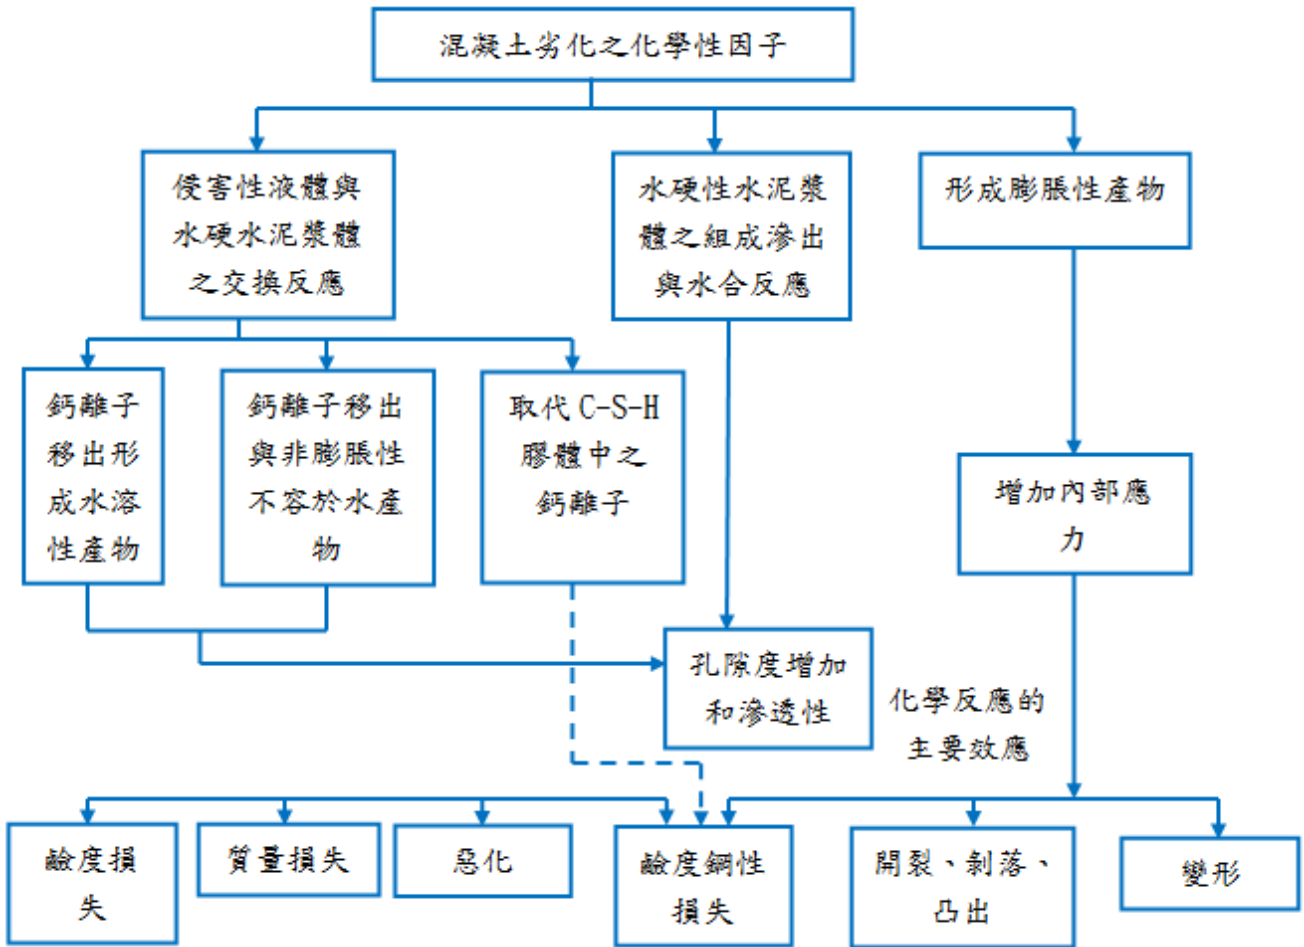 混凝土劣化之化學性因子
侵害性液體與
水硬水泥漿體
之交換反應
水硬性水泥漿
體之組成滲出
與水合反應
形成膨脹性產物
鈣離子
移出形
成水溶
性產物
鈣離子移出
與非膨脹性
不容於水產
物
取代 C-S-H
膠體中之
鈣離子
增加內部應
力
孔隙度增加
和滲透性
化學反應的
主要效應
鹼度損
失
質量損失
惡化
鹼度鋼性
損失
開裂、剝落、
凸出
變形